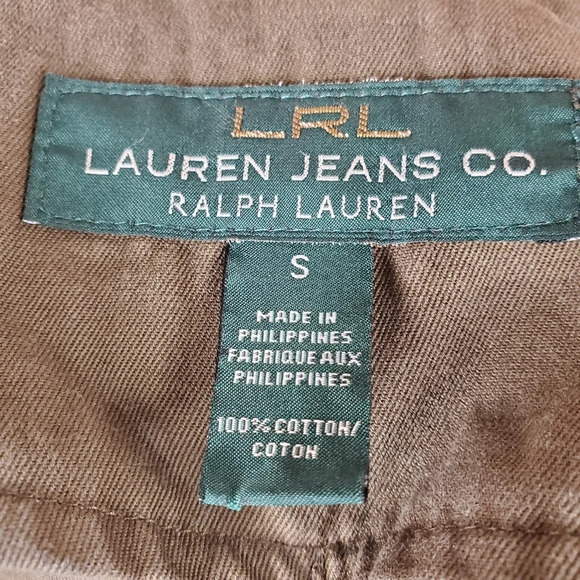 LRL
LAUREN JEANS CO.
RALPH LAUREN
S
MADE IN
PHILIPPINES
FABRIQUE AUX
PHILIPPINES
100% COTTON/
COTON